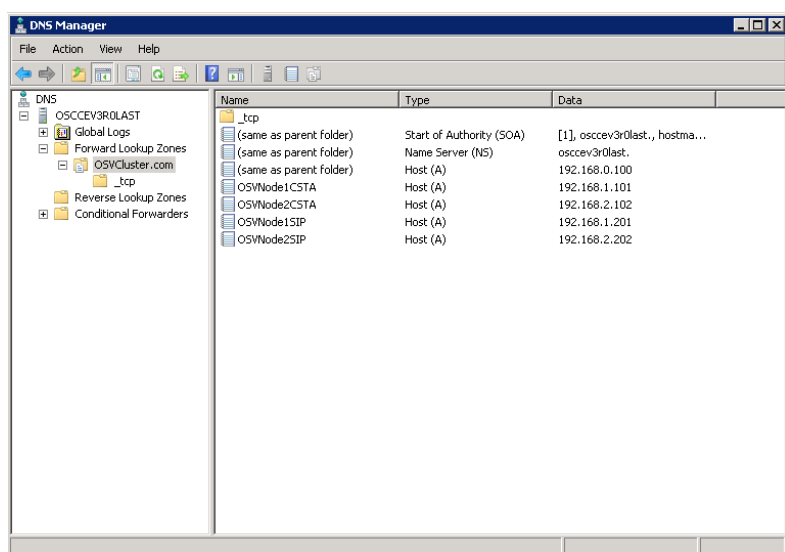 DNS Manager
File Action View Help
DNS
OSCCEV3R0LAST
Global Logs
Forward Lookup Zones
OSVCluster.com
_tcp
Reverse Lookup Zones
Conditional Forwarders
Name Type Data
_tcp
(same as parent folder) Start of Authority (SOA) [1], osccev3r0last., hostma...
(same as parent folder) Name Server (NS) osccev3r0last.
(same as parent folder) Host (A) 192.168.0.100
OSVNode1CSTA Host (A) 192.168.1.101
OSVNode2CSTA Host (A) 192.168.2.102
OSVNode1SIP Host (A) 192.168.1.201
OSVNode2SIP Host (A) 192.168.2.202